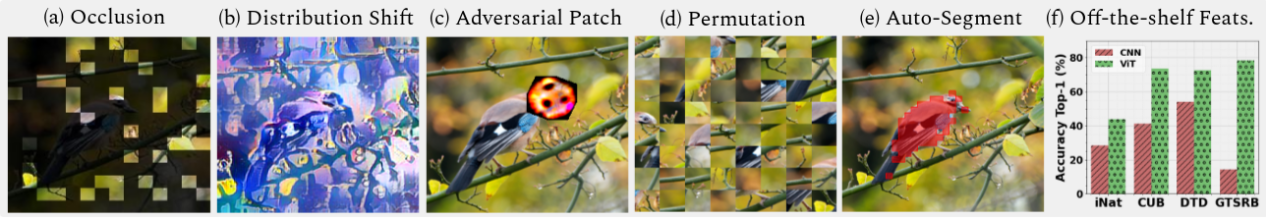 (a) Occlusion
(b) Distribution Shift
(c) Adversarial Patch
(d) Permutation
(e) Auto-Segment
(f) Off-the-shelf Feats.
CNN
ViT
Accuracy Top-1 (%)
80
60
40
20
0
iNat CUB DTD GTSRB